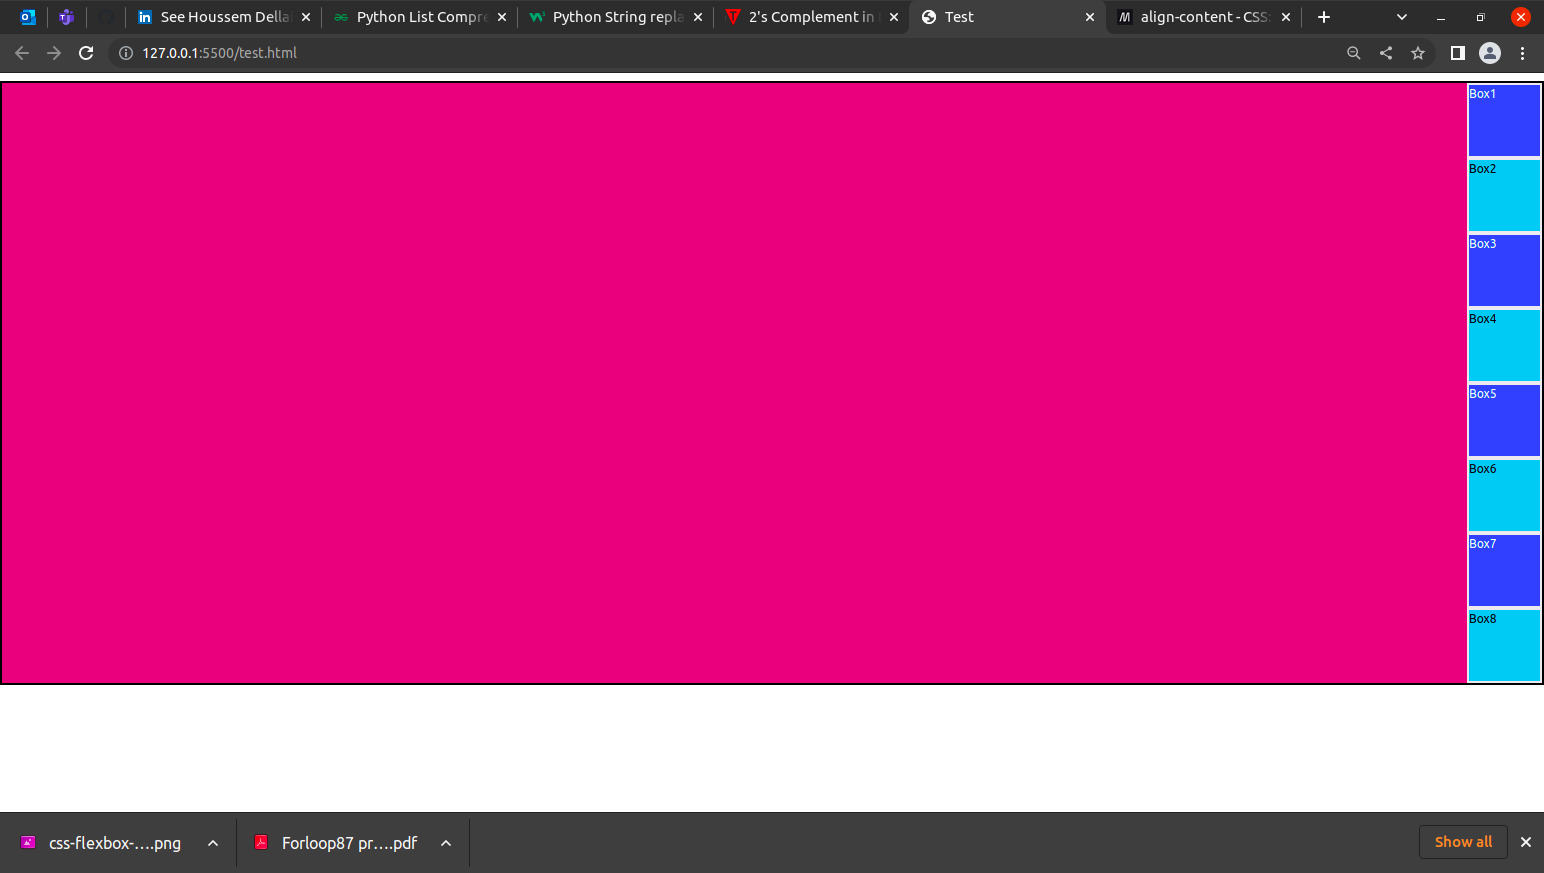 See Houssem Della
Python List Compre
Python String repla
2's Complement in
Test
align-content - CSS:
127.0.0.1:5500/test.html
Box1
Box2
Box3
Box4
Box5
Box6
Box7
Box8
css-flexbox-....png
Forloop87 pr....pdf
Show all